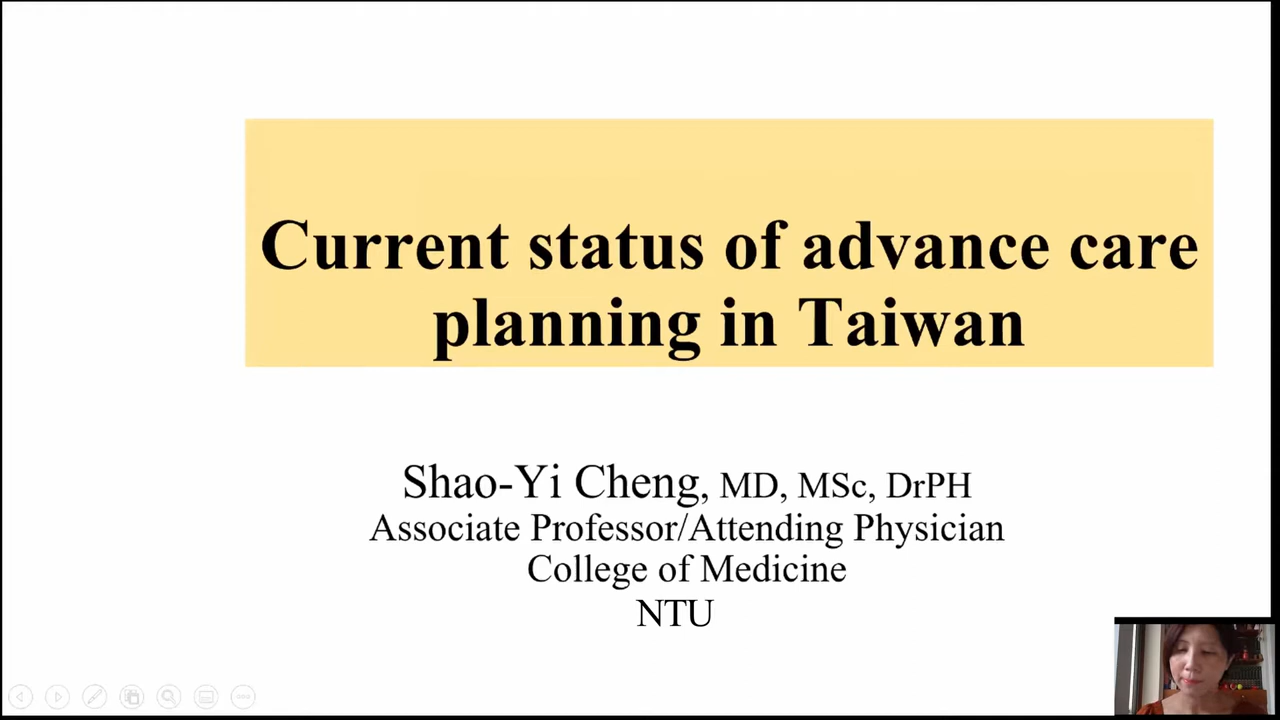 Current status of advance care
planning in Taiwan
Shao-Yi Cheng, MD, MSc, DrPH
Associate Professor/Attending Physician
College of Medicine
NTU